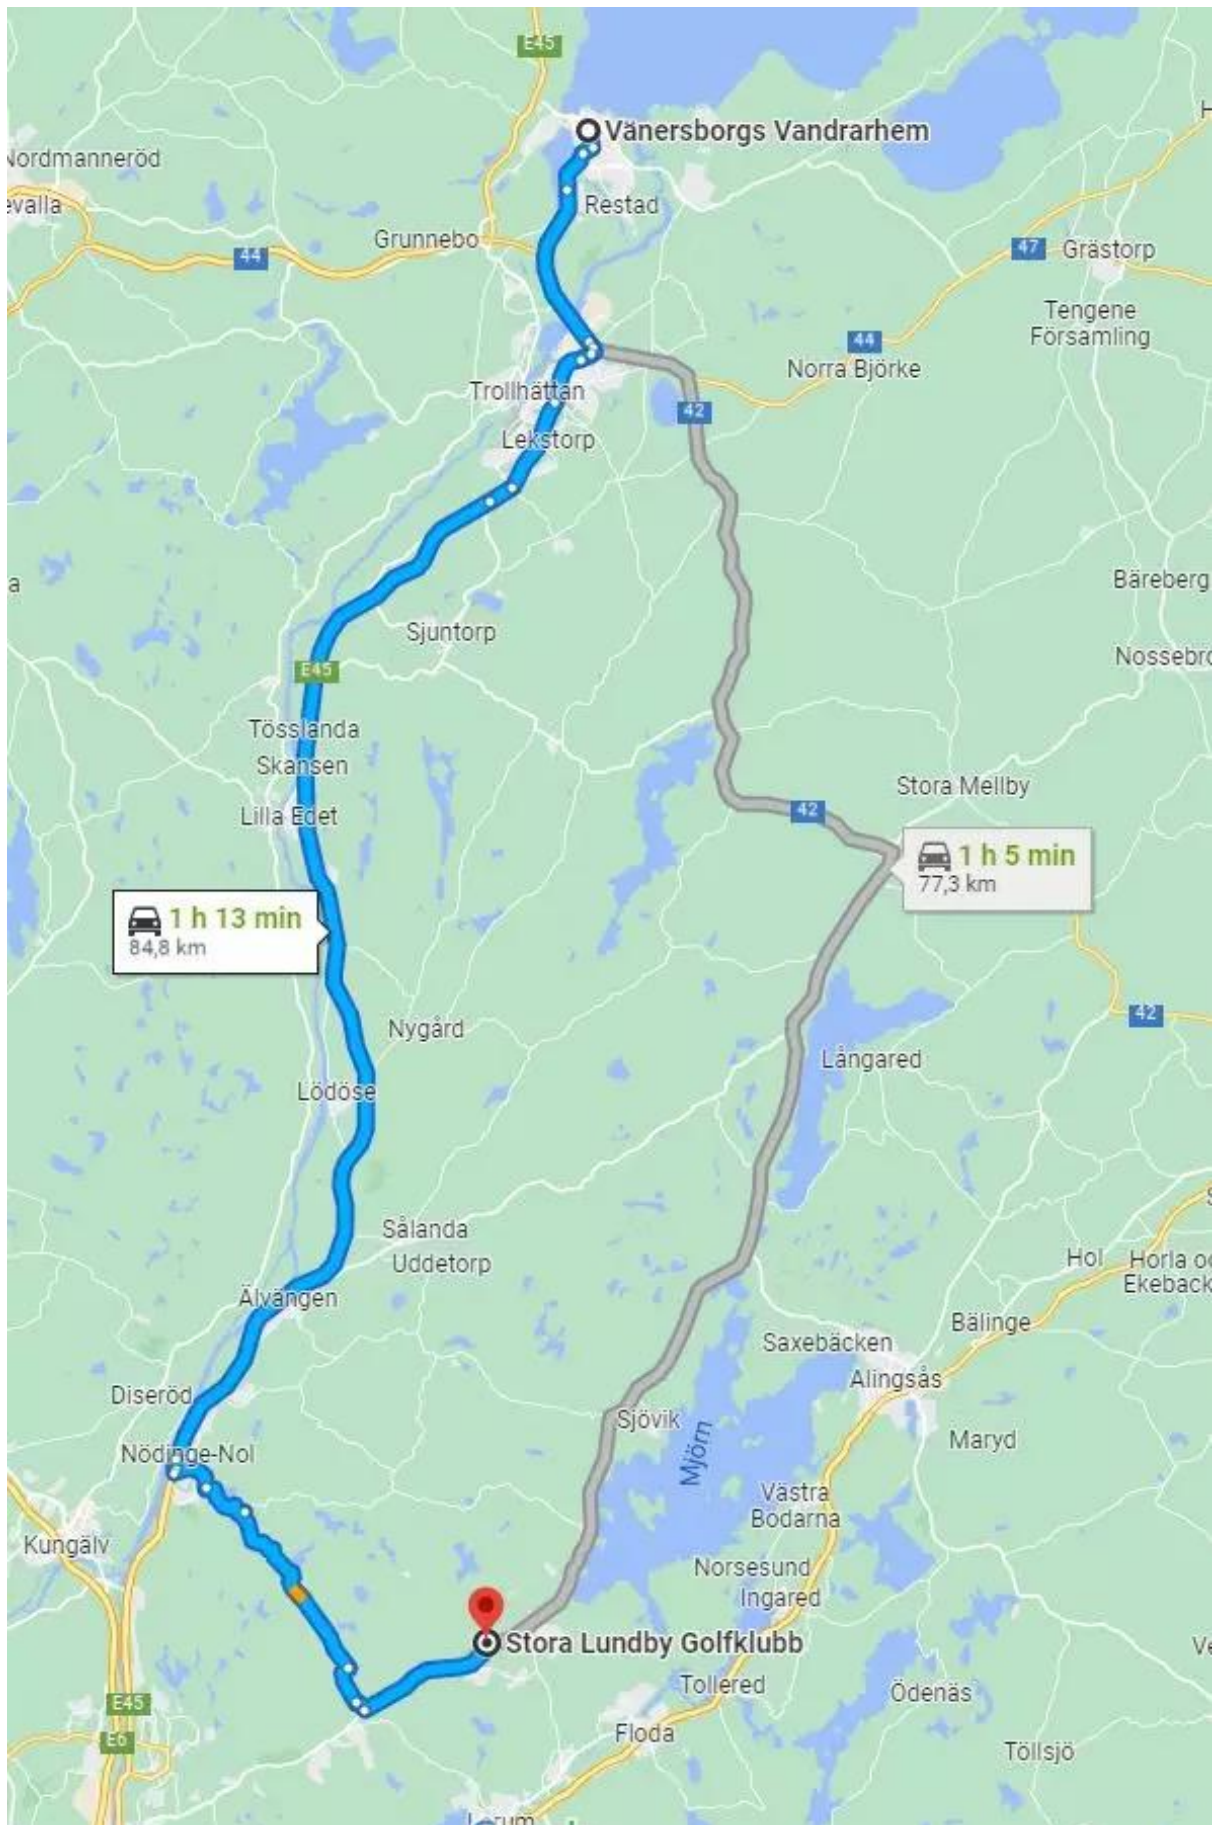 E45
H
Vänersborgs Vandrarhem
Nordmanneröd
evalla
Restad
Grunnebo
44
47
Grästorp
Tengene
Församling
44
Norra Björke
Trollhättan
42
Lekstorp
a
Bäreberg
Sjuntorp
Nossebro
E45
Tösslanda
Skansen
Stora Mellby
Lilla Edet
42
1 h 5 min
77,3 km
1 h 13 min
84,8 km
42
Nygård
Långared
Lödöse
Sålanda
Uddetorp
Hol
Horla oc
Ekeback
Älvängen
Bälinge
Saxebäcken
Alingsås
Diseröd
Sjövik
Maryd
Mjörn
Nödinge-Nol
Västra
Bodarna
Kungälv
Norsesund
Ingared
Stora Lundby Golfklubb
Ve
Tollered
Ödenäs
E45
Floda
E6
Töllsjö